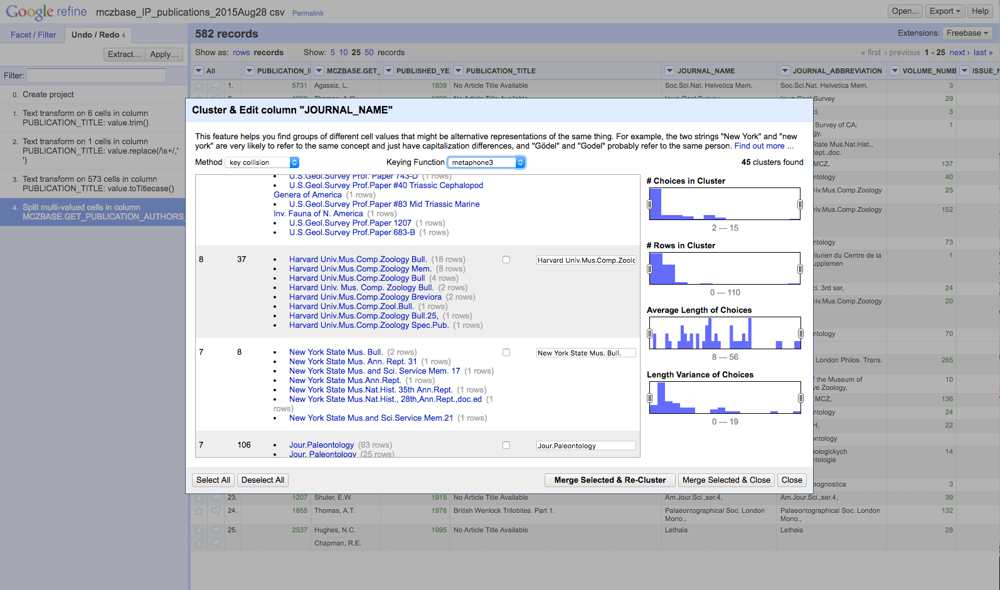 Google refine mczbase_IP_publications_2015Aug28 csv Permalink Open... Export Help
Facet / Filter Undo / Redo 4
582 records
Extensions: Freebase
Extract... Apply...
Show as: rows records Show: 5 10 25 50 records
« first ‹ previous 1 - 25 next › last »
Filter:
All PUBLICATION_I MCZBASE.GET_ PUBLISHED_YE PUBLICATION_TITLE JOURNAL_NAME JOURNAL_ABBREVIATION VOLUME_NUMB ISSUE_N
1. 5731 Agassiz, L. 1839 No Article Title Available Soc.Sci.Nat. Helvetica Mem. Soc.Sci.Nat. Helvetica Mem. 3
0. Create project
1. Text transform on 6 cells in column
PUBLICATION_TITLE: value.trim()
2. Text transform on 1 cells in column
PUBLICATION_TITLE: value.replace(/\s+/,'
')
3. Text transform on 573 cells in column
PUBLICATION_TITLE: value.toTitlecase()
4. Split multi-valued cells in column
MCZBASE.GET_PUBLICATION_AUTHORS_
Cluster & Edit column "JOURNAL_NAME"
This feature helps you find groups of different cell values that might be alternative representations of the same thing. For example, the two strings "New York" and "new
york" are very likely to refer to the same concept and just have capitalization differences, and "Gödel" and "Godel" probably refer to the same person. Find out more ...
Method key collision Keying Function metaphone3 45 clusters found
U.S.Geol.Survey Prof. Paper 743-D (1 rows)
U.S.Geol.Survey Prof.Paper #40 Triassic Cephalopod
Genera of America (1 rows)
U.S.Geol.Survey Prof.Paper #83 Mid Triassic Marine
Inv. Fauna of N. America (1 rows)
U.S.Geol.Survey Prof.Paper 1207 (1 rows)
U.S.Geol.Survey Prof.Paper 683-B (1 rows)
8 37 Harvard Univ.Mus.Comp.Zoology Bull. (18 rows) Harvard Univ.Mus.Comp.Zoolo
Harvard Univ.Mus.Comp.Zoology Mem. (8 rows)
Harvard Univ.Mus.Comp.Zoology Bull (4 rows)
Harvard Univ. Mus. Comp. Zoology Bull. (2 rows)
Harvard Univ.Mus.Comp.Zoology Breviora (2 rows)
Harvard Univ.Mus.Comp.Zool.Bull. (1 rows)
Harvard Univ.Mus.Comp.Zoology Bull.25, (1 rows)
Harvard Univ.Mus.Comp.Zoology Spec.Pub. (1 rows)
7 8 New York State Mus. Bull. (2 rows) New York State Mus. Bull.
New York State Mus. Ann. Rept. 31 (1 rows)
New York State Mus. and Sci. Service Mem. 17 (1 rows)
New York State Mus.Ann.Rept. (1 rows)
New York State Mus.Nat.Hist. 35th Ann.Rept. (1 rows)
New York State Mus.Nat.Hist., 28th,Ann.Rept.,doc.ed (1
rows)
New York State Mus.and Sci.Service Mem.21 (1 rows)
7 106 Jour.Paleontology (63 rows) Jour.Paleontology
Jour. Paleontology (25 rows)
# Choices in Cluster
2 — 15
# Rows in Cluster
0 — 110
Average Length of Choices
8 — 56
Length Variance of Choices
0 — 19
Select All Deselect All Merge Selected & Re-Cluster Merge Selected & Close Close
Survey 29
ci. 3
Survey of CA: 1
gy,
State Mus.Nat.Hist.,
Rept.,doc.
MCZ, 137
ontology 40
niv.Mus.Comp.Zoology 25
niv.Mus.Comp.Zoology 152
ntology 73
ilurien du Centre de la 1
upplemen
ci. 3rd ser, 24
niv.Mus.Comp.Zoology 20
ntology 70
London Philos. Trans. 265
f the Museum of 10
ve Zoology,
MCZ, 136
ntology 24
H, 22
ontology
eologickych 14
ntologie
eognostica 3
23. 1207 Shuler, E.W. 1915 No Article Title Available Am.Jour.Sci.,ser.4, Am.Jour.Sci.,ser.4, 39
24. 1855 Thomas, A.T. 1978 British Wenlock Trilobites. Part 1. Palaeontographical Soc. London Palaeontographical Soc. London 132
Mono., Mono.,
25. 2537 Hughes, N.C. 1995 No Article Title Available Lethaia Lethaia 28
Chapman, R.E.